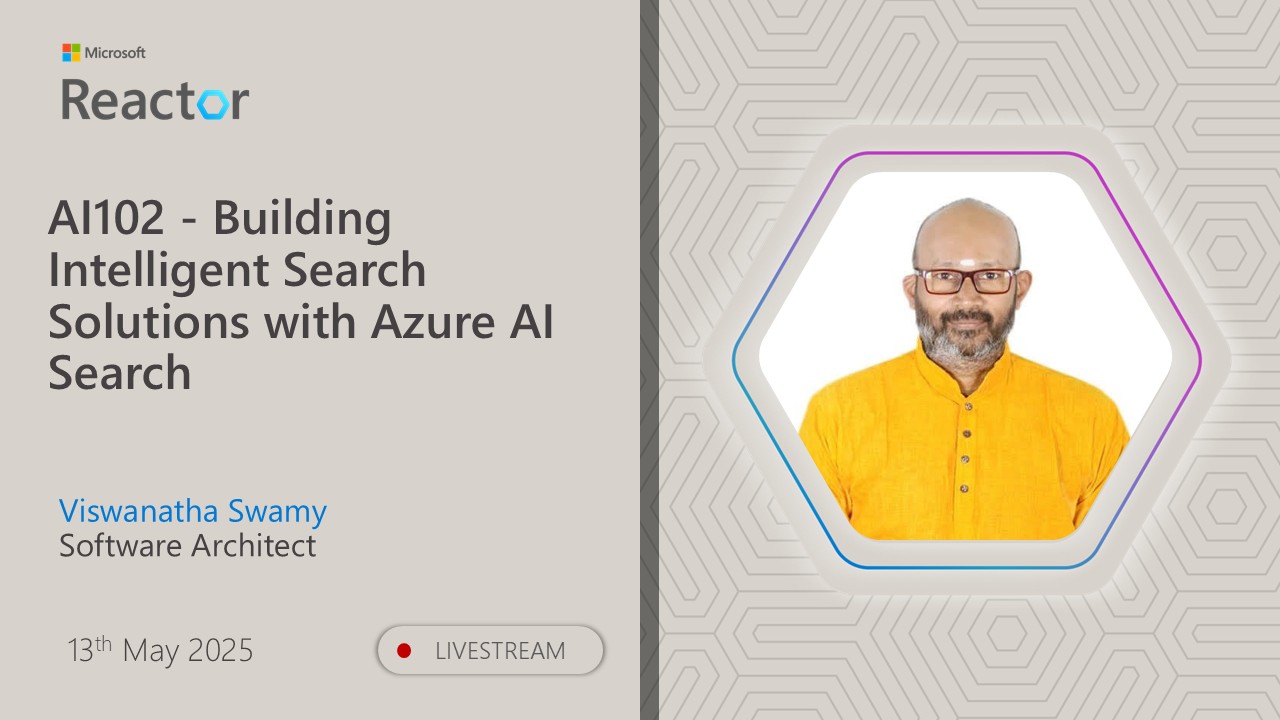 Microsoft
Reactor
AI102 - Building
Intelligent Search
Solutions with Azure AI
Search
Viswanatha Swamy
Software Architect
13th May 2025
LIVESTREAM